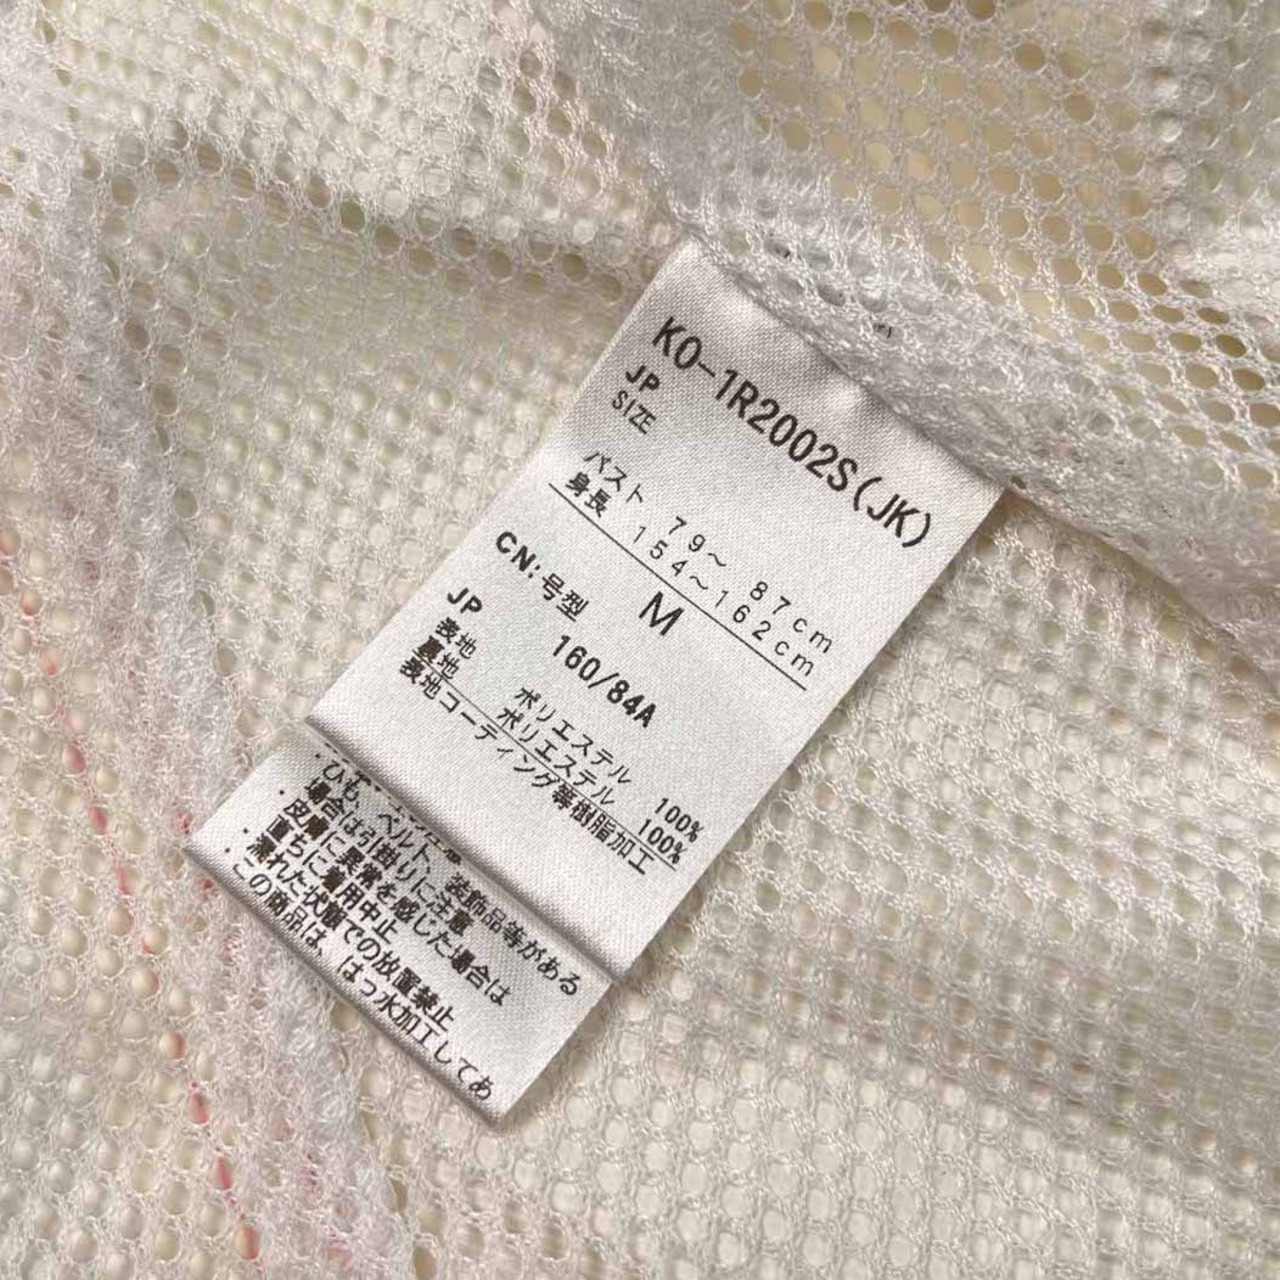 KO-1R2002S(JK)
JP
SIZE
バスト 79～ 87cm
身長 154～162cm
M
CN:号型 160/84A
JP
表地 ポリエステル 100%
裏地 ポリエステル 100%
表地コーティング等樹脂加工
・ひも、ベルト、装飾品等がある
場合は引掛りに注意
・皮膚に異常を感じた場合は
直ちに着用中止
・濡れた状態での放置禁止
・この商品は、はっ水加工してあ